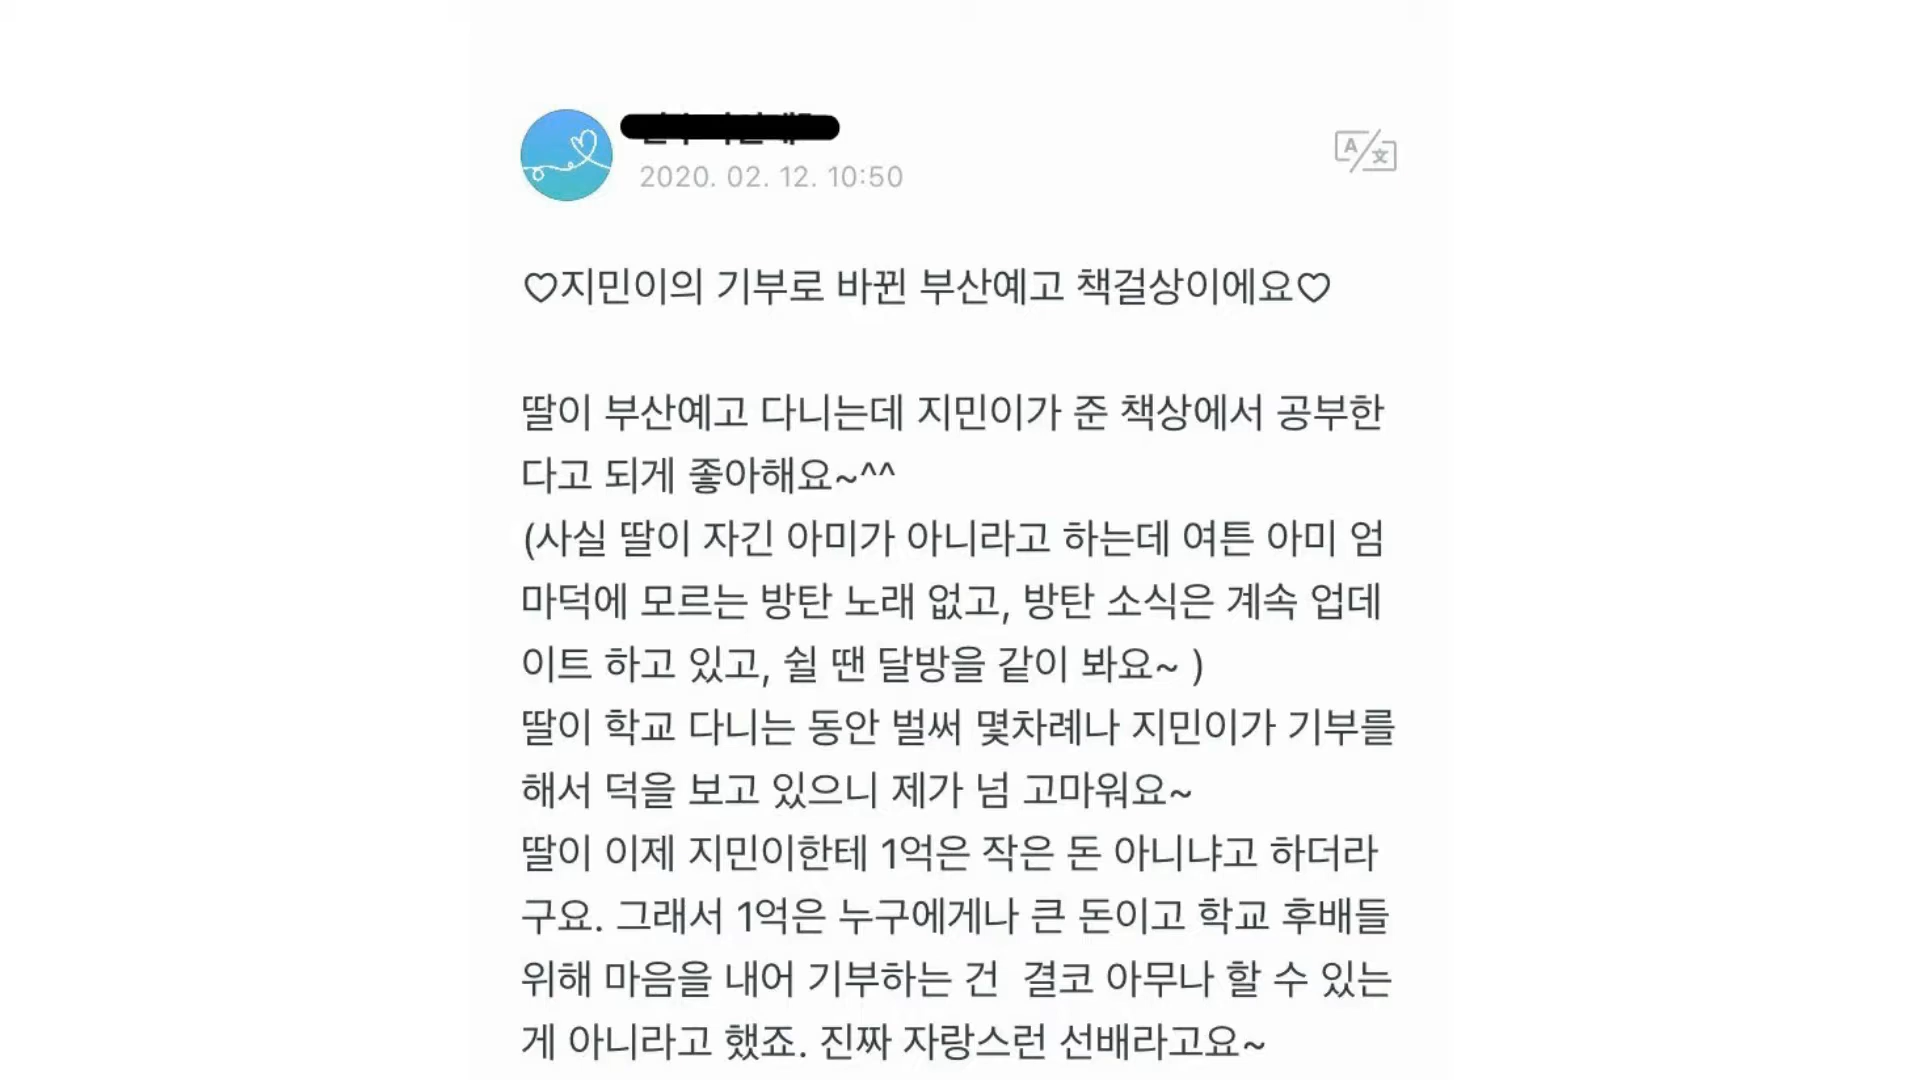 2020. 02. 12. 10:50
A/文
♡지민이의 기부로 바뀐 부산예고 책걸상이에요♡
딸이 부산예고 다니는데 지민이가 준 책상에서 공부한
다고 되게 좋아해요~^^
(사실 딸이 자긴 아미가 아니라고 하는데 여튼 아미 엄
마덕에 모르는 방탄 노래 없고, 방탄 소식은 계속 업데
이트 하고 있고, 쉴 땐 달방을 같이 봐요~ )
딸이 학교 다니는 동안 벌써 몇차례나 지민이가 기부를
해서 덕을 보고 있으니 제가 넘 고마워요~
딸이 이제 지민이한테 1억은 작은 돈 아니냐고 하더라
구요. 그래서 1억은 누구에게나 큰 돈이고 학교 후배들
위해 마음을 내어 기부하는 건  결코 아무나 할 수 있는
게 아니라고 했죠. 진짜 자랑스런 선배라고요~